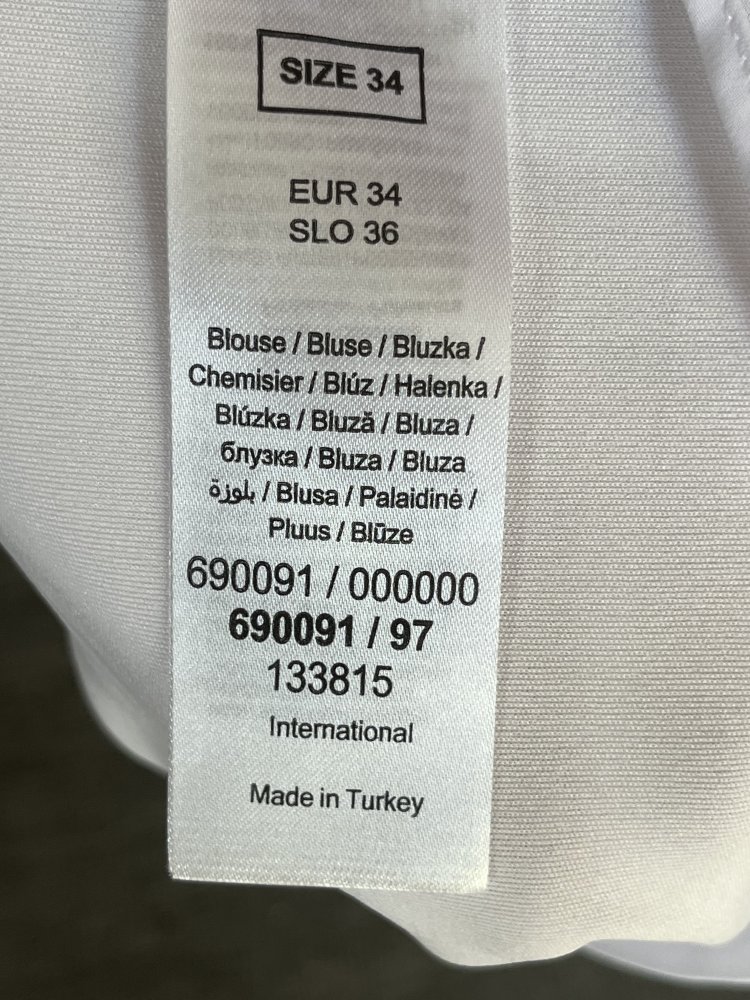 SIZE 34
EUR 34
SLO 36
Blouse / Bluse / Bluzka /
Chemisier / Blúz / Halenka /
Blúzka / Bluză / Bluza /
блузка / Bluza / Bluza
بلوزة / Blusa / Palaidinė /
Pluus / Blūze
690091 / 000000
690091 / 97
133815
International
Made in Turkey